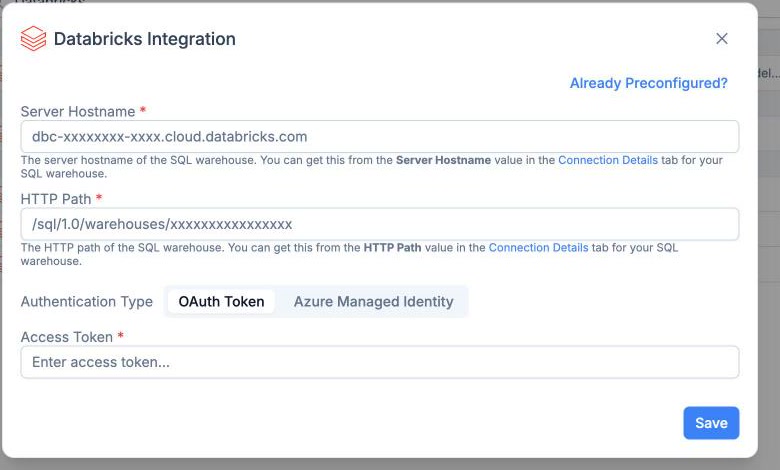 Databricks Integration
Already Preconfigured?
Server Hostname *
dbc-xxxxxxxx-xxxx.cloud.databricks.com
The server hostname of the SQL warehouse. You can get this from the Server Hostname value in the Connection Details tab for your
SQL warehouse.
HTTP Path *
/sql/1.0/warehouses/xxxxxxxxxxxxxxxx
The HTTP path of the SQL warehouse. You can get this from the HTTP Path value in the Connection Details tab for your SQL
warehouse.
Authentication Type OAuth Token Azure Managed Identity
Access Token *
Enter access token...
Save